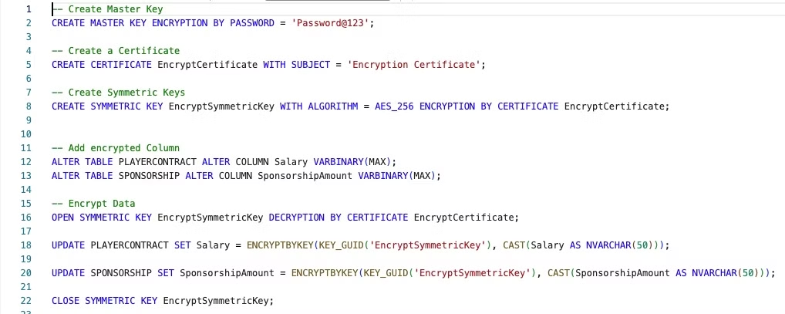 1 -- Create Master Key
2 CREATE MASTER KEY ENCRYPTION BY PASSWORD = 'Password@123';
3
4 -- Create a Certificate
5 CREATE CERTIFICATE EncryptCertificate WITH SUBJECT = 'Encryption Certificate';
6
7 -- Create Symmetric Keys
8 CREATE SYMMETRIC KEY EncryptSymmetricKey WITH ALGORITHM = AES_256 ENCRYPTION BY CERTIFICATE EncryptCertificate;
9
10
11 -- Add encrypted Column
12 ALTER TABLE PLAYERCONTRACT ALTER COLUMN Salary VARBINARY(MAX);
13 ALTER TABLE SPONSORSHIP ALTER COLUMN SponsorshipAmount VARBINARY(MAX);
14
15 -- Encrypt Data
16 OPEN SYMMETRIC KEY EncryptSymmetricKey DECRYPTION BY CERTIFICATE EncryptCertificate;
17
18 UPDATE PLAYERCONTRACT SET Salary = ENCRYPTBYKEY(KEY_GUID('EncryptSymmetricKey'), CAST(Salary AS NVARCHAR(50)));
19
20 UPDATE SPONSORSHIP SET SponsorshipAmount = ENCRYPTBYKEY(KEY_GUID('EncryptSymmetricKey'), CAST(SponsorshipAmount AS NVARCHAR(50)));
21
22 CLOSE SYMMETRIC KEY EncryptSymmetricKey;
23